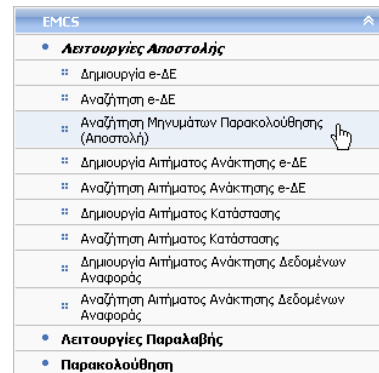 EMCS
Λειτουργίες Αποστολής
Δημιουργία e-ΔΕ
Αναζήτηση e-ΔΕ
Αναζήτηση Μηνυμάτων Παρακολούθησης
(Αποστολή)
Δημιουργία Αιτήματος Ανάκτησης e-ΔΕ
Αναζήτηση Αιτήματος Ανάκτησης e-ΔΕ
Δημιουργία Αιτήματος Κατάστασης
Αναζήτηση Αιτήματος Κατάστασης
Δημιουργία Αιτήματος Ανάκτησης Δεδομένων
Αναφοράς
Αναζήτηση Αιτήματος Ανάκτησης Δεδομένων
Αναφοράς
Λειτουργίες Παραλαβής
Παρακολούθηση